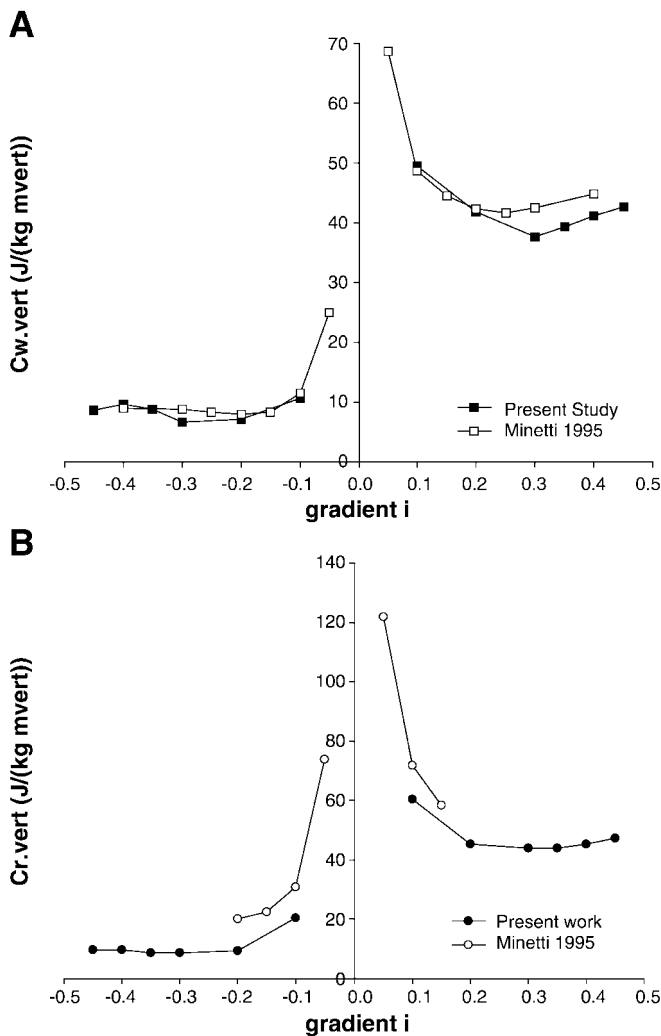 A
Cw.vert (J/(kg mvert))
70
60
50
40
30
20
10
0
Present Study
Minetti 1995
-0.5 -0.4 -0.3 -0.2 -0.1 0.0 0.1 0.2 0.3 0.4 0.5
gradient i
B
Cr.vert (J/(kg mvert))
140
120
100
80
60
40
20
0
Present work
Minetti 1995
-0.5 -0.4 -0.3 -0.2 -0.1 0.0 0.1 0.2 0.3 0.4 0.5
gradient i